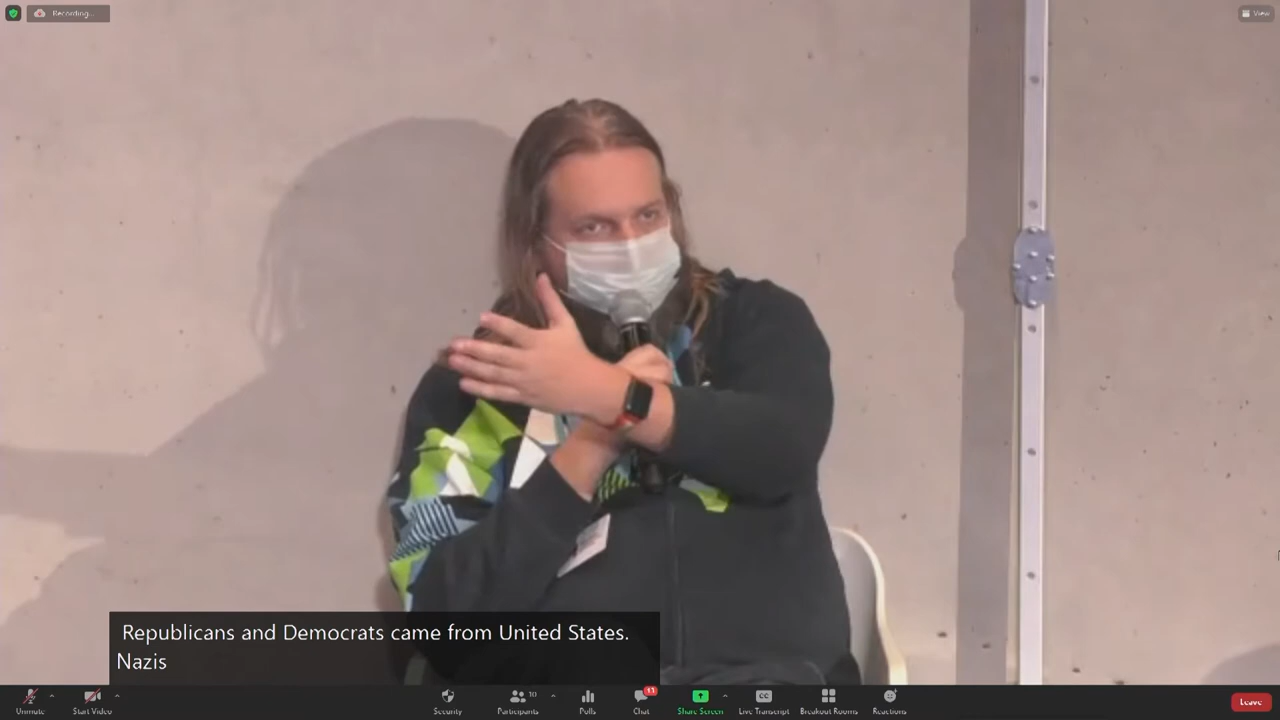 Recording...
View
Republicans and Democrats came from United States.
Nazis
Unmute
Start Video
Security
10
Participants
Polls
11
Chat
Share Screen
CC
Live Transcript
Breakout Rooms
Reactions
Leave